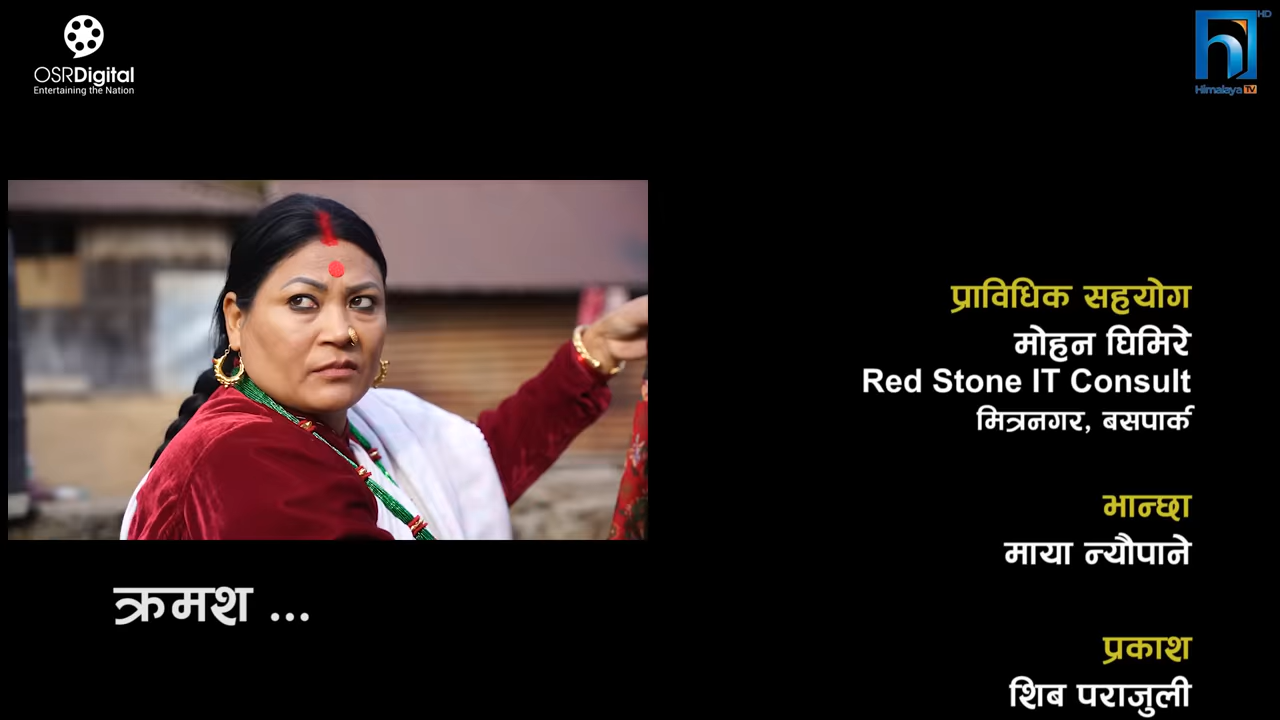 OSRDigital
Entertaining the Nation
HD
Himalaya TV
प्राविधिक सहयोग
मोहन घिमिरे
Red Stone IT Consult
मित्रनगर, बसपार्क
भान्छा
माया न्यौपाने
क्रमश ...
प्रकाश
शिब पराजुली